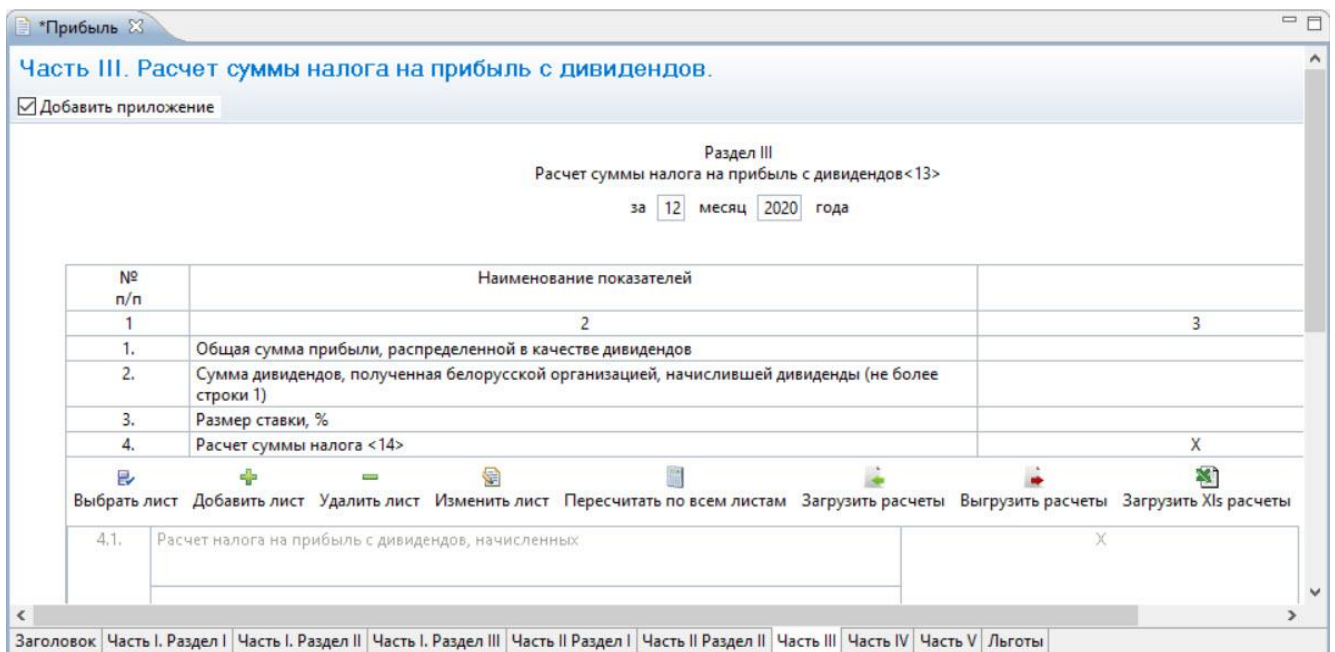 *Прибыль
Часть III. Расчет суммы налога на прибыль с дивидендов.
Добавить приложение
Раздел III
Расчет суммы налога на прибыль с дивидендов<13>
за 12 месяц 2020 года
№ п/п
Наименование показателей
1 2 3
1. Общая сумма прибыли, распределенной в качестве дивидендов
2. Сумма дивидендов, полученная белорусской организацией, начислившей дивиденды (не более
строки 1)
3. Размер ставки, %
4. Расчет суммы налога <14> X
Выбрать лист Добавить лист Удалить лист Изменить лист Пересчитать по всем листам Загрузить расчеты Выгрузить расчеты Загрузить Xls расчеты
4.1. Расчет налога на прибыль с дивидендов, начисленных X
Заголовок Часть I. Раздел I Часть I. Раздел II Часть I. Раздел III Часть II Раздел I Часть II Раздел II Часть III Часть IV Часть V Льготы